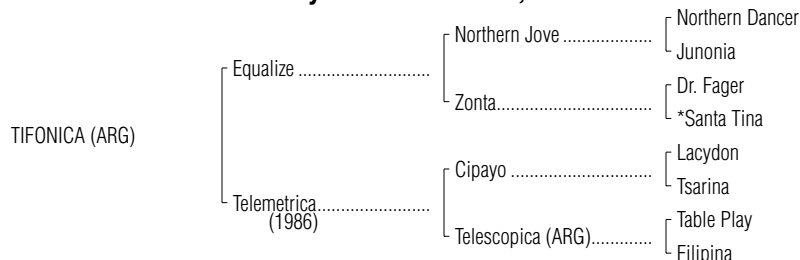 Northern Dancer
Northern Jove
Junonia
Equalize
Dr. Fager
Zonta
*Santa Tina
TIFONICA (ARG)
Lacydon
Cipayo
Tsarina
Telemetrica
(1986)
Table Play
Telescopica (ARG)
Filipina